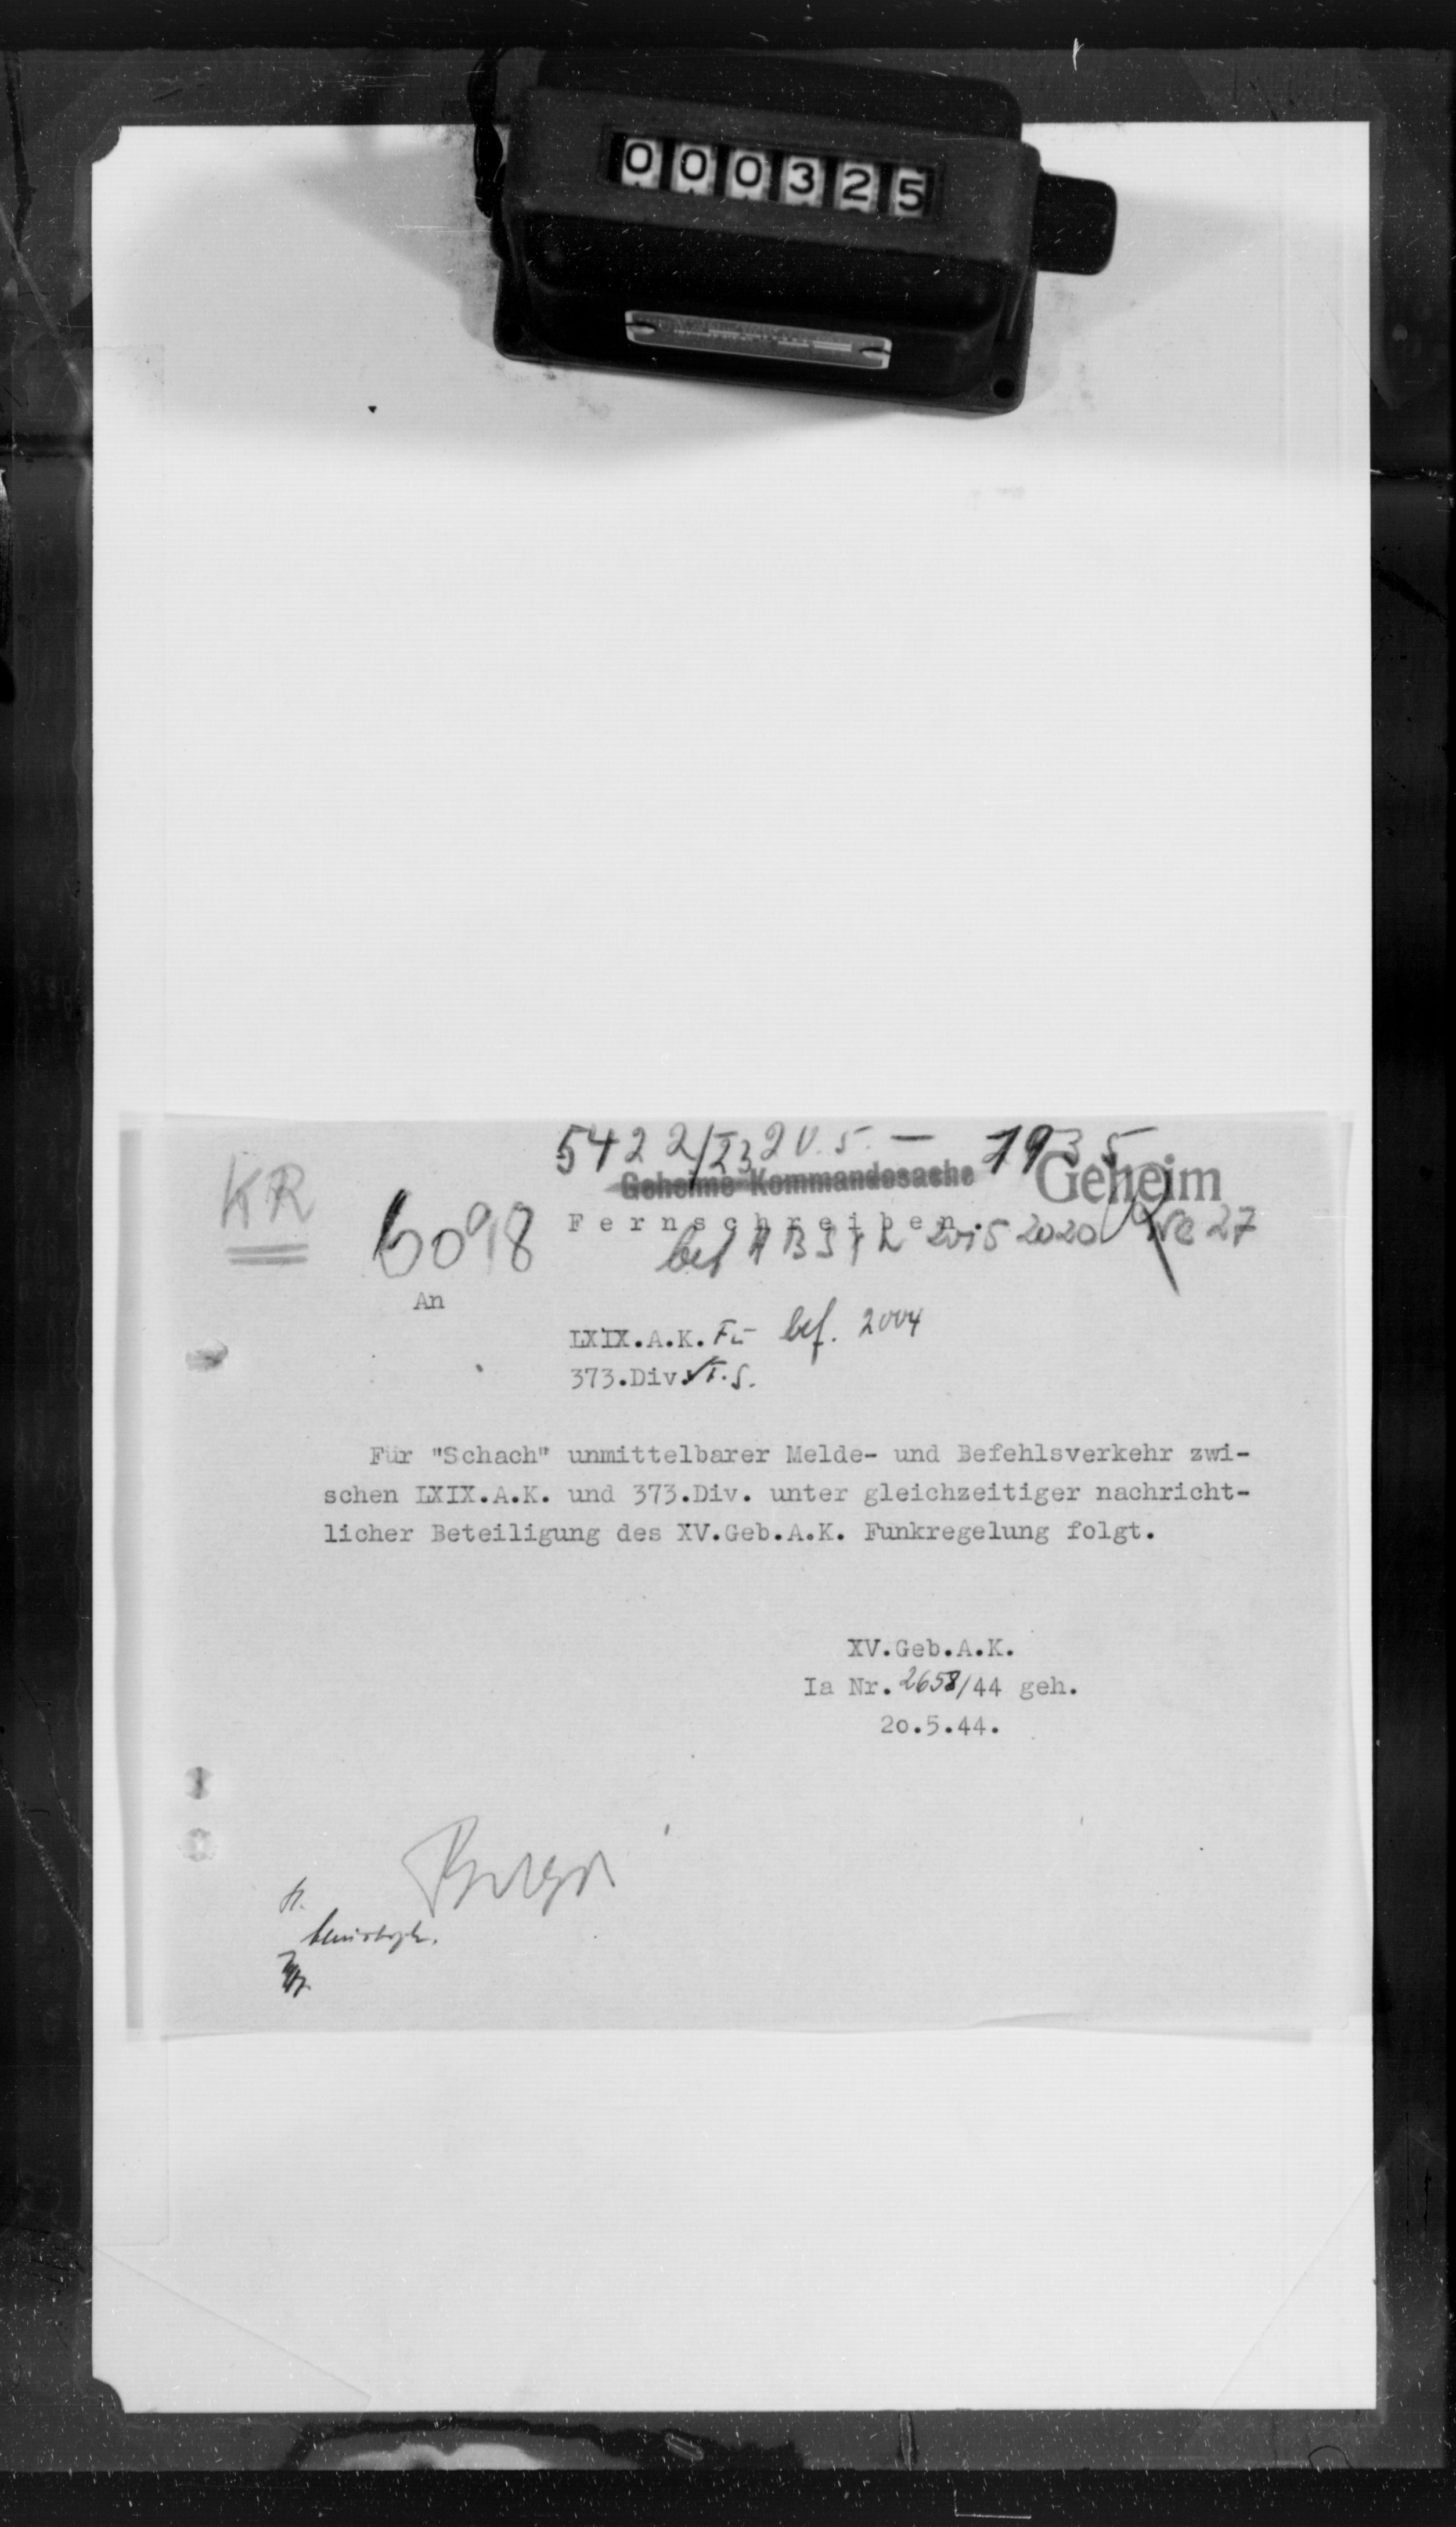 000325
5422/23 20.5. — 1935
Geheime Kommandosache Geheim
KR
6098
Fernschreiben.
2020 27
An
LXIX.A.K. bef. 2004
373.Div.
Für "Schach" unmittelbarer Melde- und Befehlsverkehr zwi-
schen LXIX.A.K. und 373.Div. unter gleichzeitiger nachricht-
licher Beteiligung des XV.Geb.A.K. Funkregelung folgt.
XV.Geb.A.K.
Ia Nr. 2658/44 geh.
20.5.44.